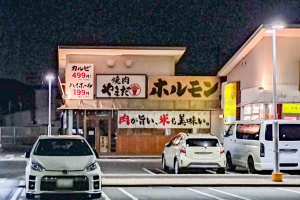 カルビ
499円
ハイボール
199円
焼肉
やまだ
ホルモン
肉が旨い、米も美味い。